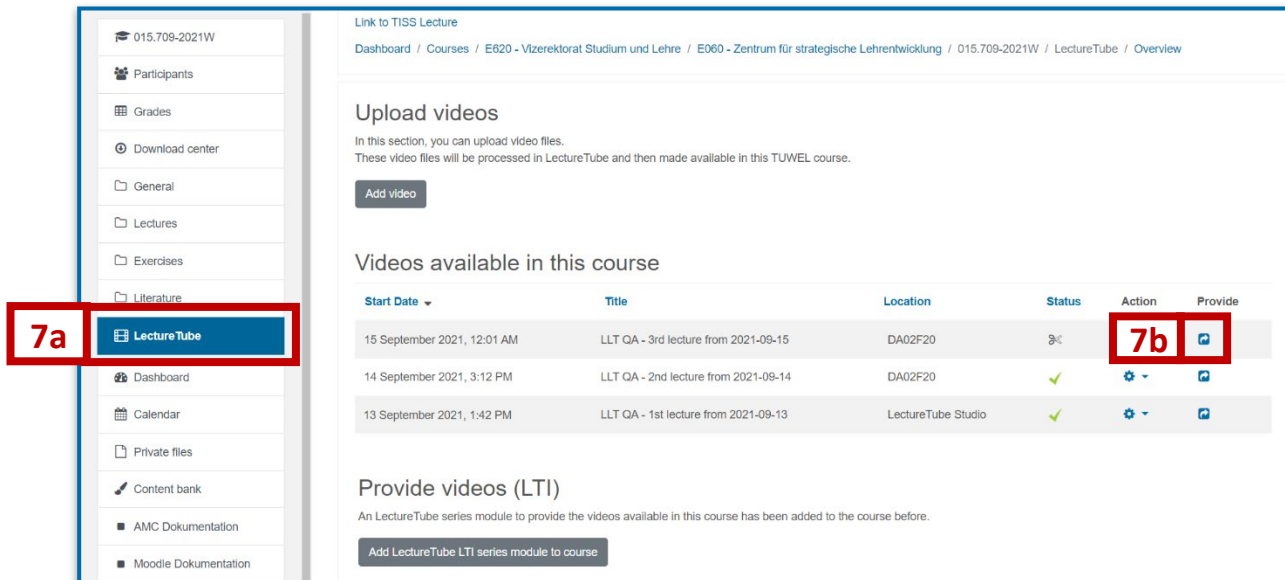 015.709-2021W
Participants
Grades
Download center
General
Lectures
Exercises
Literature
7a
LectureTube
Dashboard
Calendar
Private files
Content bank
AMC Dokumentation
Moodle Dokumentation
Link to TISS Lecture
Dashboard / Courses / E620 - Vizerektorat Studium und Lehre / E060 - Zentrum für strategische Lehrentwicklung / 015.709-2021W / LectureTube / Overview
Upload videos
In this section, you can upload video files.
These video files will be processed in LectureTube and then made available in this TUWEL course.
Add video
Videos available in this course
Start Date Title Location Status Action Provide
15 September 2021, 12:01 AM LLT QA - 3rd lecture from 2021-09-15 DA02F20 7b
14 September 2021, 3:12 PM LLT QA - 2nd lecture from 2021-09-14 DA02F20
13 September 2021, 1:42 PM LLT QA - 1st lecture from 2021-09-13 LectureTube Studio
Provide videos (LTI)
An LectureTube series module to provide the videos available in this course has been added to the course before.
Add LectureTube LTI series module to course